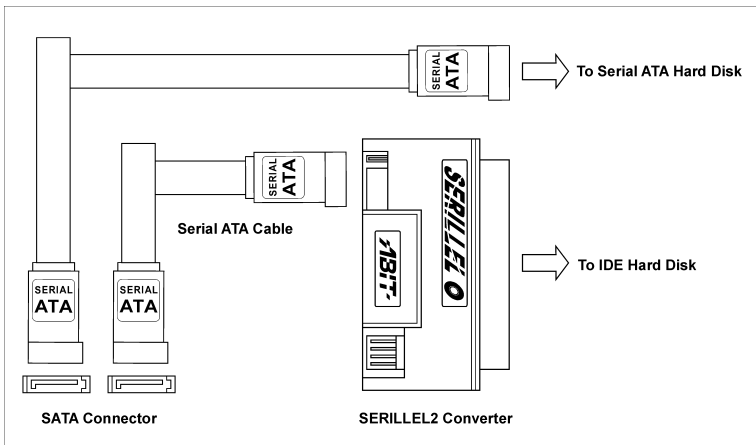 SERIAL
ATA
To Serial ATA Hard Disk
SERIAL
ATA
Serial ATA Cable
SERILLEL
ABIT
To IDE Hard Disk
SERIAL
ATA
SERIAL
ATA
SATA Connector
SERILLEL2 Converter